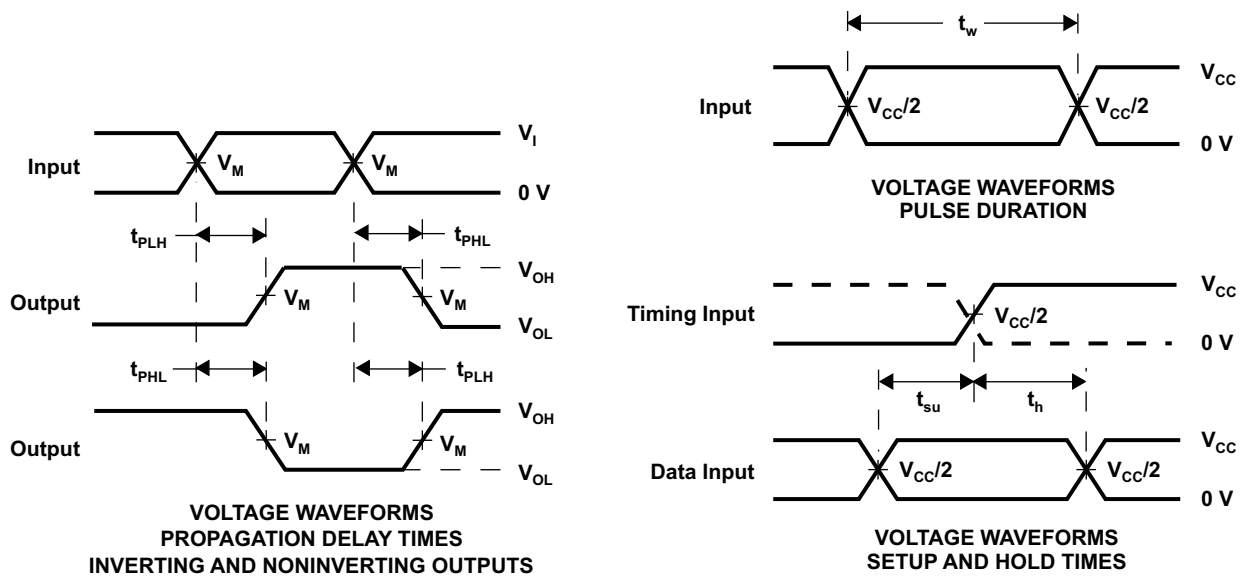 Input
V_M
V_M
V_I
0 V
t_PLH
t_PHL
Output
V_M
V_M
V_OH
V_OL
t_PHL
t_PLH
Output
V_M
V_M
V_OH
V_OL
VOLTAGE WAVEFORMS
PROPAGATION DELAY TIMES
INVERTING AND NONINVERTING OUTPUTS
t_w
Input
V_CC/2
V_CC/2
V_CC
0 V
VOLTAGE WAVEFORMS
PULSE DURATION
Timing Input
V_CC/2
V_CC
0 V
t_su
t_h
Data Input
V_CC/2
V_CC/2
V_CC
0 V
VOLTAGE WAVEFORMS
SETUP AND HOLD TIMES